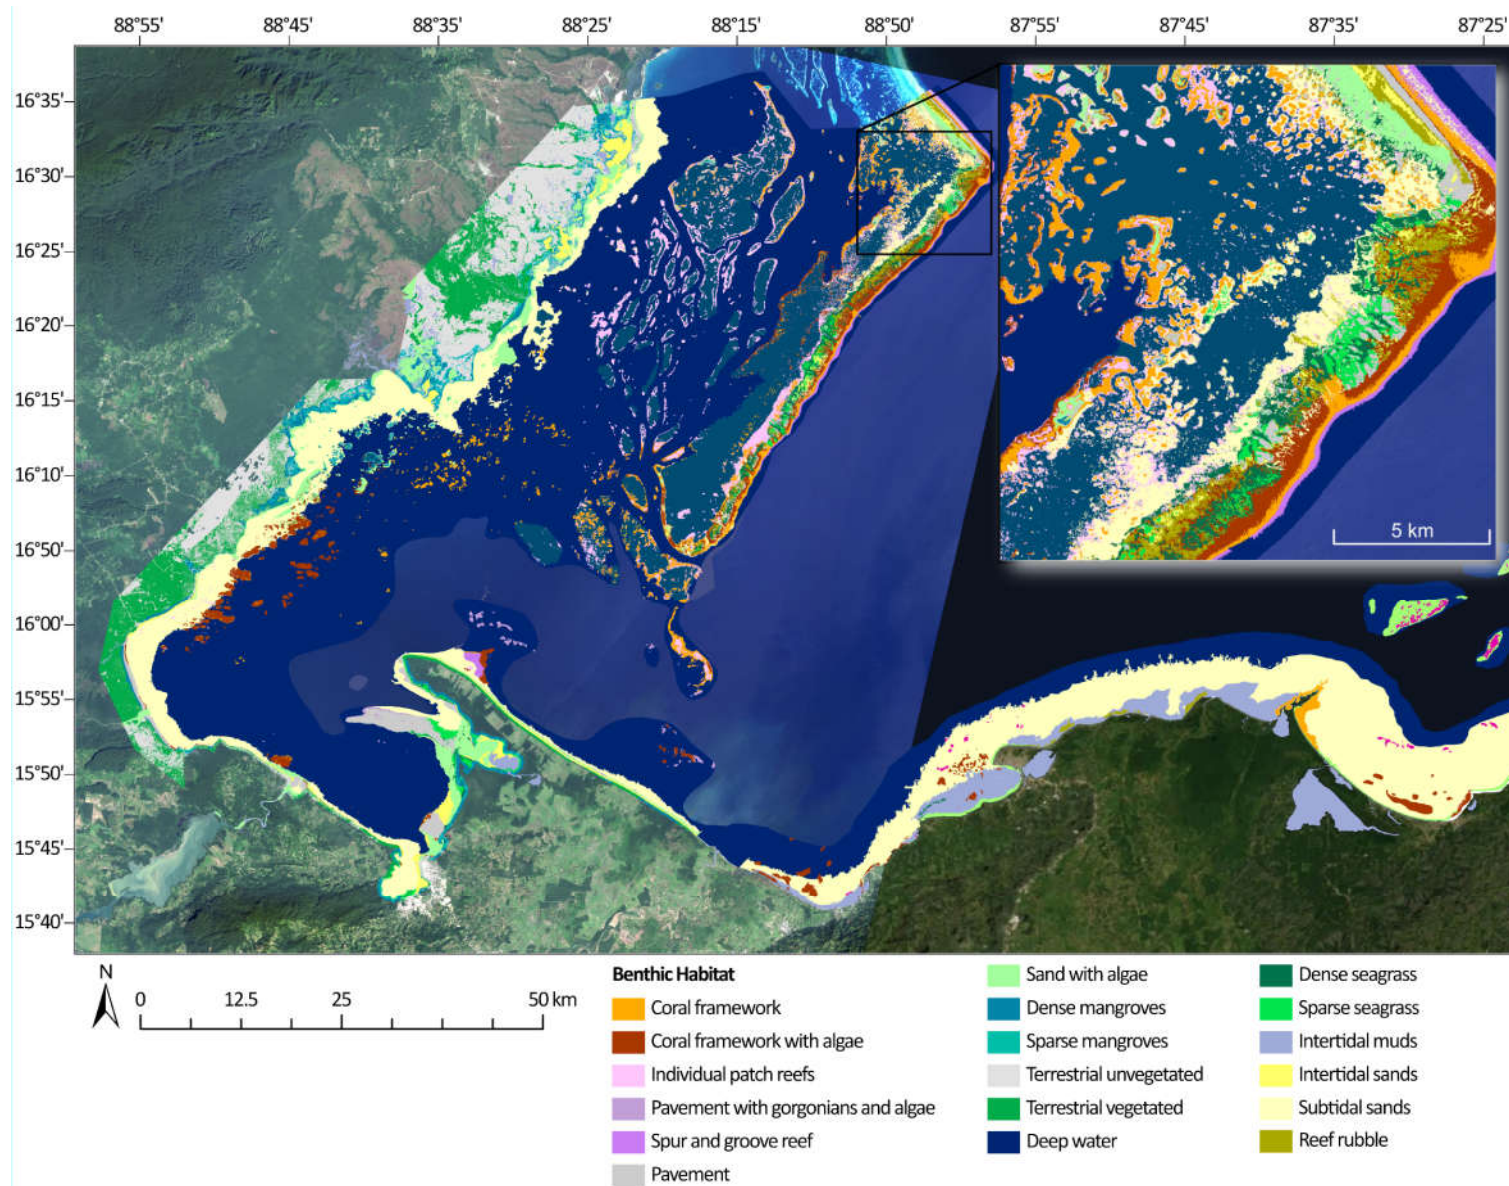 88°55' 88°45' 88°35' 88°25' 88°15' 88°50' 87°55' 87°45' 87°35' 87°25'
16°35'
16°30'
16°25'
16°20'
16°15'
16°10'
16°50'
16°00'
15°55'
15°50'
15°45'
15°40'
5 km
N
0 12.5 25 50 km
Benthic Habitat
Coral framework
Coral framework with algae
Individual patch reefs
Pavement with gorgonians and algae
Spur and groove reef
Pavement
Sand with algae
Dense mangroves
Sparse mangroves
Terrestrial unvegetated
Terrestrial vegetated
Deep water
Dense seagrass
Sparse seagrass
Intertidal muds
Intertidal sands
Subtidal sands
Reef rubble